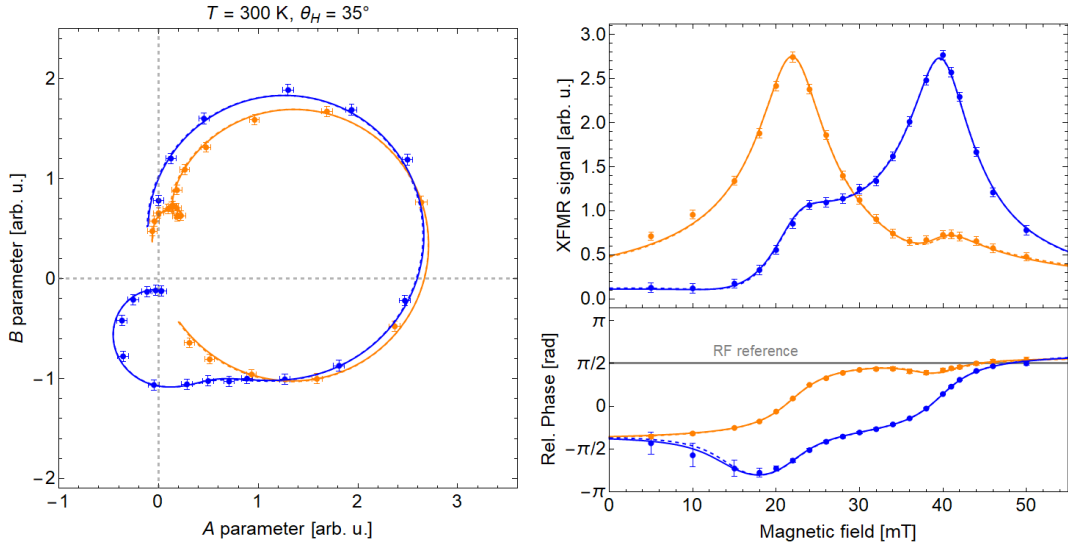 T = 300 K, θ_H = 35°
B parameter [arb. u.]
2
1
0
−1
−2
−1
0
1
2
3
A parameter [arb. u.]
XFMR signal [arb. u.]
3.0
2.5
2.0
1.5
1.0
0.5
0.0
Rel. Phase [rad]
π
π/2
0
−π/2
−π
RF reference
0
10
20
30
40
50
Magnetic field [mT]